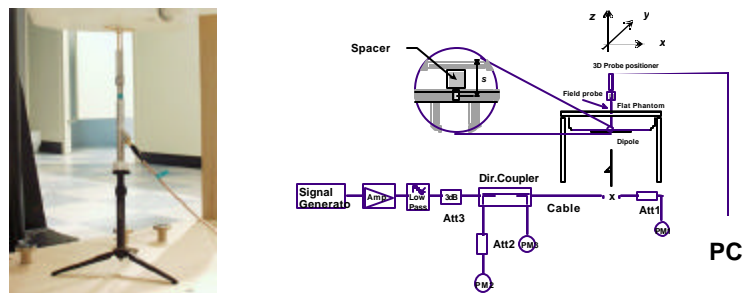 z
y
x
Spacer
s
3D Probe positioner
Field probe
Flat Phantom
Dipole
Dir.Coupler
Signal
Generato
Amp
Low
Pass
3dB
Att3
Cable
x
Att1
Att2
PM3
PM1
PM2
PC